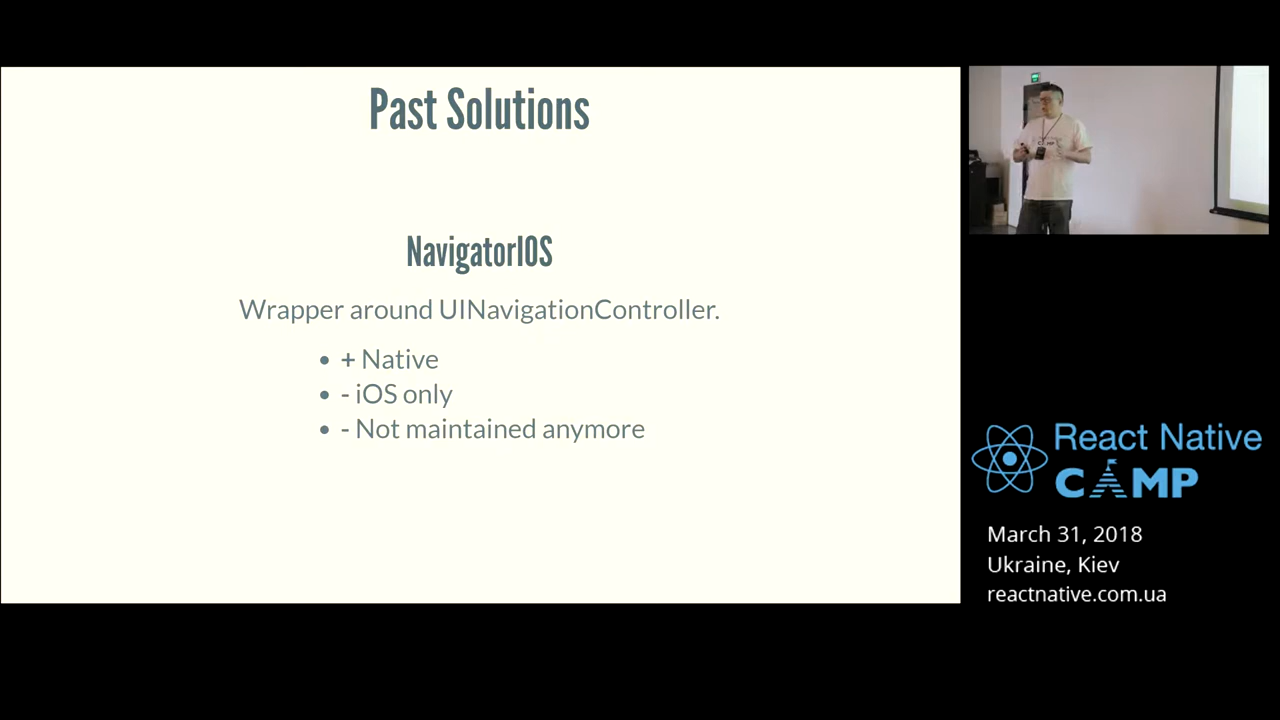 Past Solutions
NavigatorIOS
Wrapper around UINavigationController.
• + Native
• - iOS only
• - Not maintained anymore
React Native
CAMP
March 31, 2018
Ukraine, Kiev
reactnative.com.ua